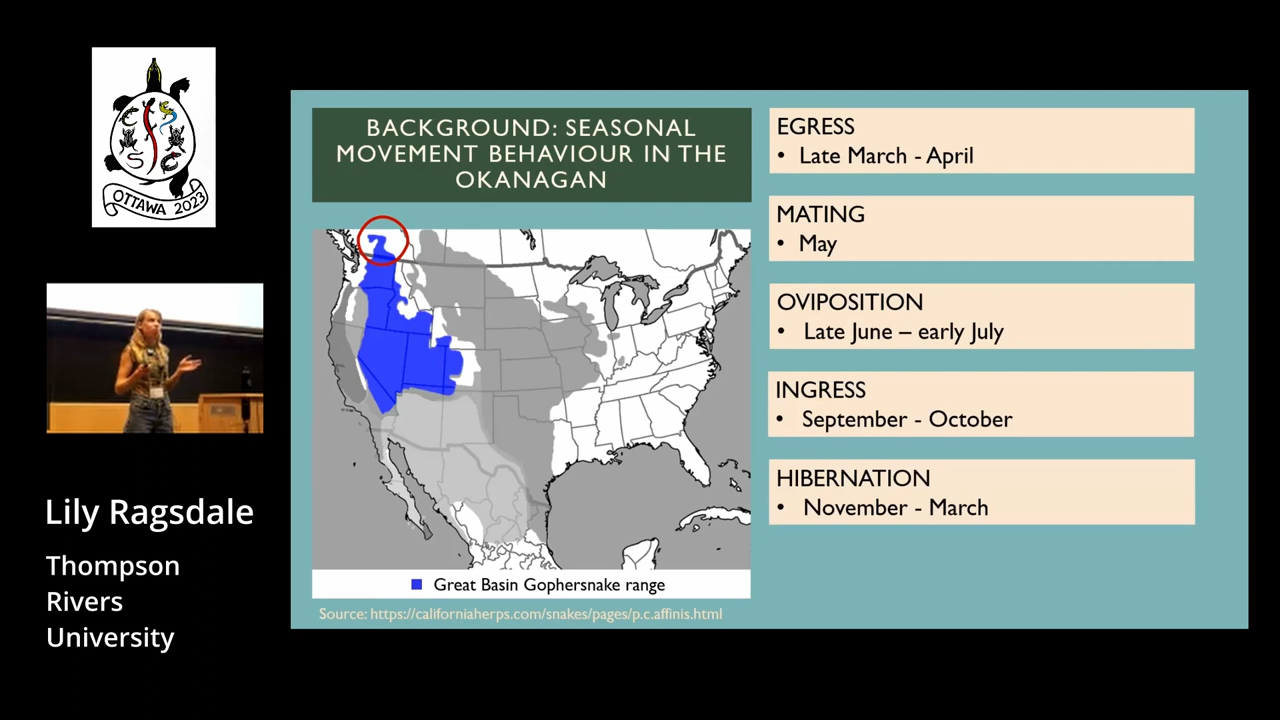 C
S
S
C
OTTAWA 2023
Lily Ragsdale
Thompson
Rivers
University
BACKGROUND: SEASONAL
MOVEMENT BEHAVIOUR IN THE
OKANAGAN
Great Basin Gophersnake range
Source: https://californiaherps.com/snakes/pages/p.c.affinis.html
EGRESS
• Late March - April
MATING
• May
OVIPOSITION
• Late June – early July
INGRESS
• September - October
HIBERNATION
• November - March